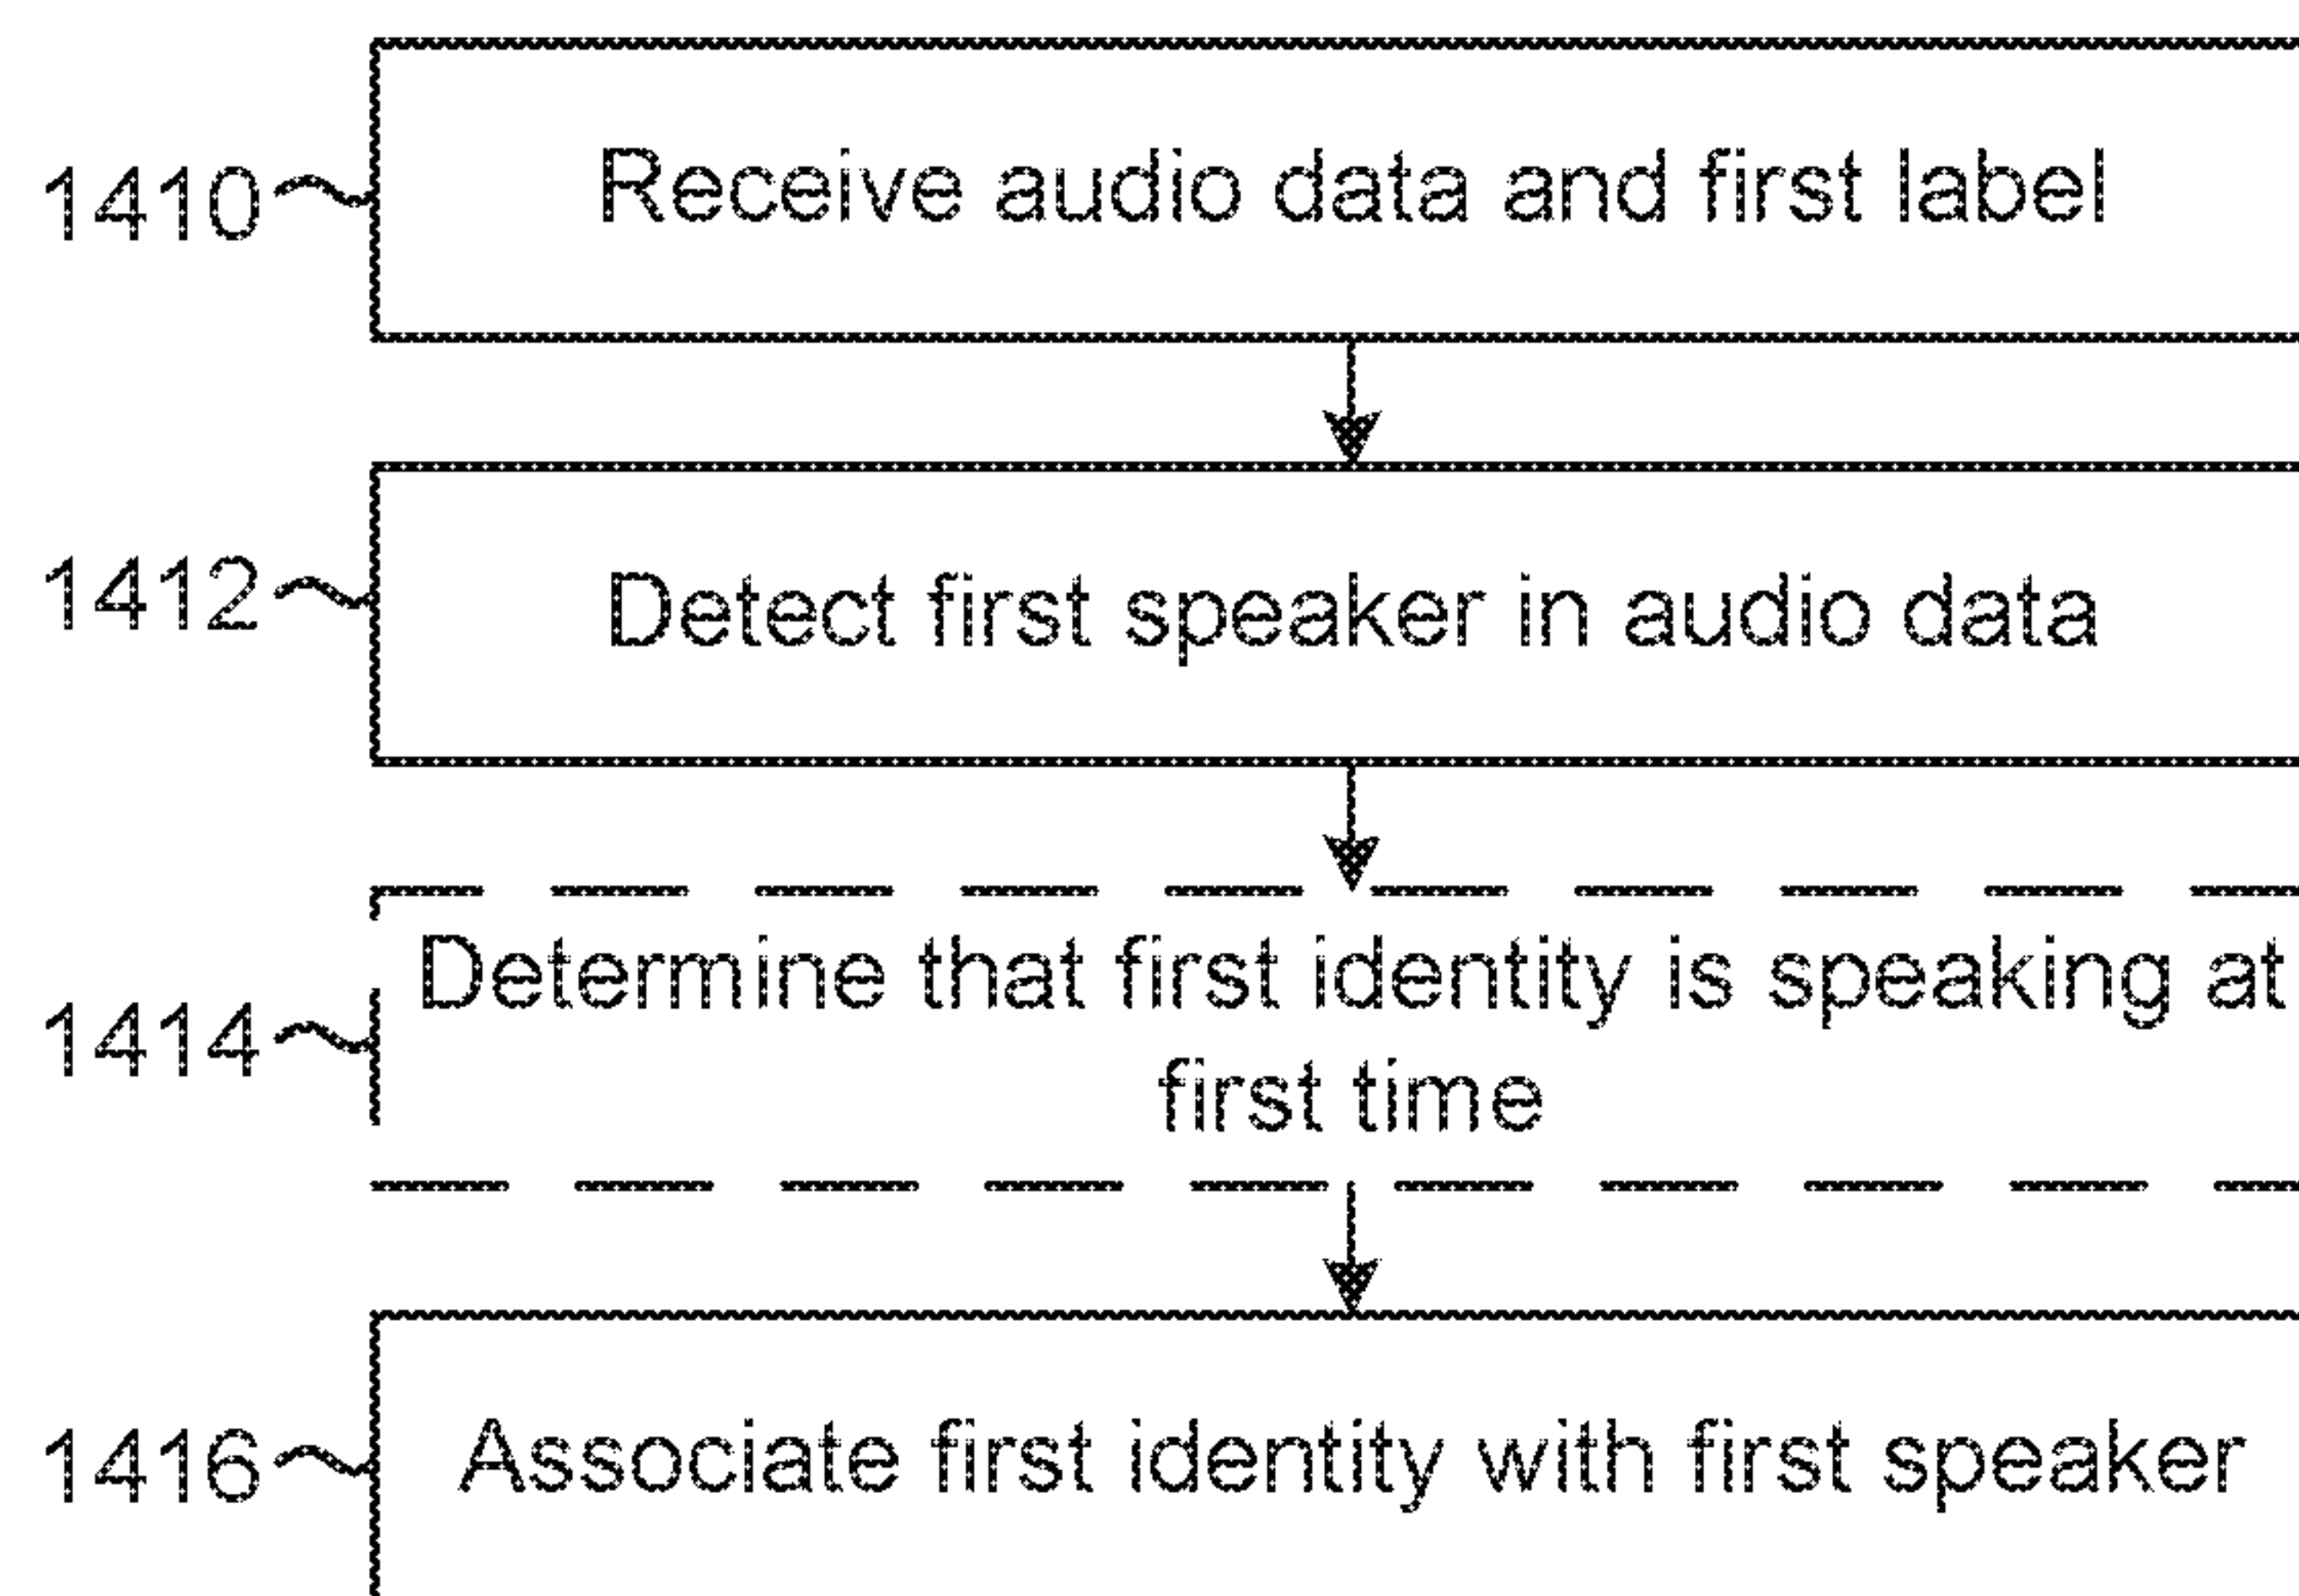 1410 Receive audio data and first label
1412 Detect first speaker in audio data
Determine that first identity is speaking at
1414
first time
1416 Associate first identity with first speaker